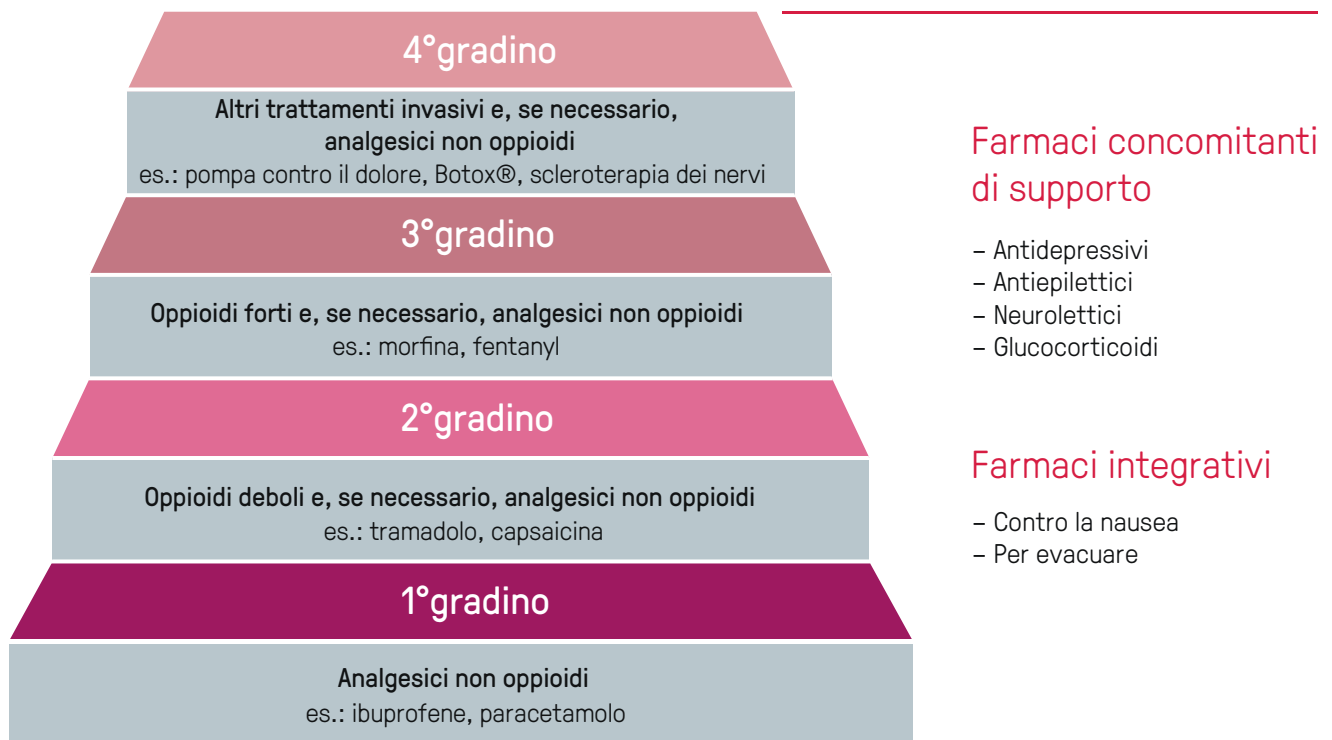 4°gradino
Altri trattamenti invasivi e, se necessario,
analgesici non oppioidi
es.: pompa contro il dolore, Botox®, scleroterapia dei nervi
3°gradino
Oppioidi forti e, se necessario, analgesici non oppioidi
es.: morfina, fentanyl
2°gradino
Oppioidi deboli e, se necessario, analgesici non oppioidi
es.: tramadolo, capsaicina
1°gradino
Analgesici non oppioidi
es.: ibuprofene, paracetamolo
Farmaci concomitanti
di supporto
– Antidepressivi
– Antiepilettici
– Neurolettici
– Glucocorticoidi
Farmaci integrativi
– Contro la nausea
– Per evacuare